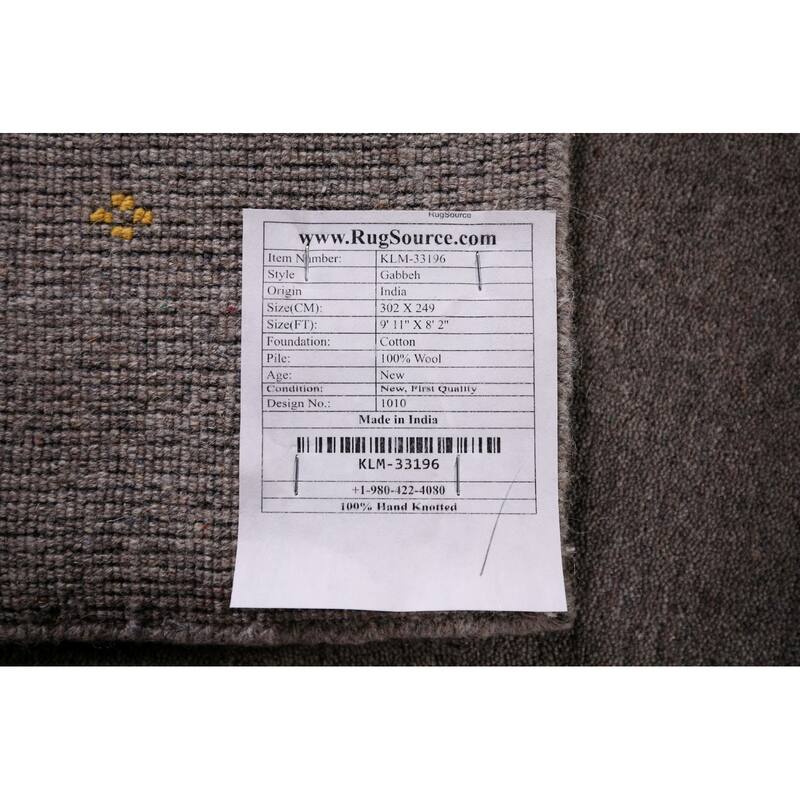 RugSource
www.RugSource.com
Item Number: KLM-33196
Style Gabbeh
Origin India
Size(CM): 302 X 249
Size(FT): 9' 11" X 8' 2"
Foundation: Cotton
Pile: 100% Wool
Age: New
Condition: New, First Quality
Design No.: 1010
Made in India
KLM-33196
+1-980-422-4080
100% Hand Knotted